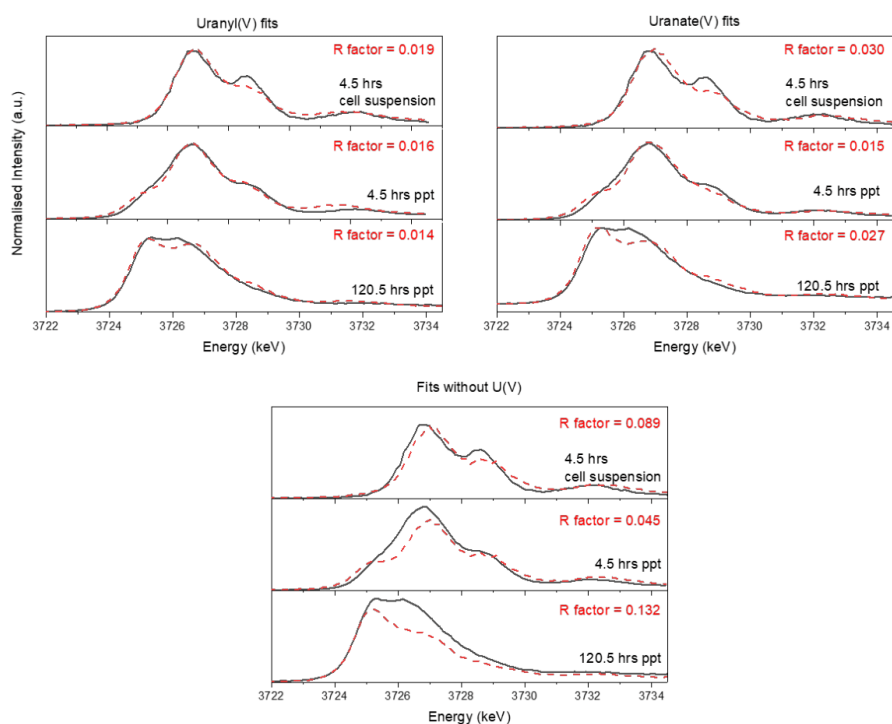 Uranyl(V) fits
Normalised Intensity (a.u.)
R factor = 0.019
4.5 hrs
cell suspension
R factor = 0.016
4.5 hrs ppt
R factor = 0.014
120.5 hrs ppt
3722 3724 3726 3728 3730 3732 3734
Energy (keV)
Uranate(V) fits
R factor = 0.030
4.5 hrs
cell suspension
R factor = 0.015
4.5 hrs ppt
R factor = 0.027
120.5 hrs ppt
3722 3724 3726 3728 3730 3732 3734
Energy (keV)
Fits without U(V)
R factor = 0.089
4.5 hrs
cell suspension
R factor = 0.045
4.5 hrs ppt
R factor = 0.132
120.5 hrs ppt
3722 3724 3726 3728 3730 3732 3734
Energy (keV)